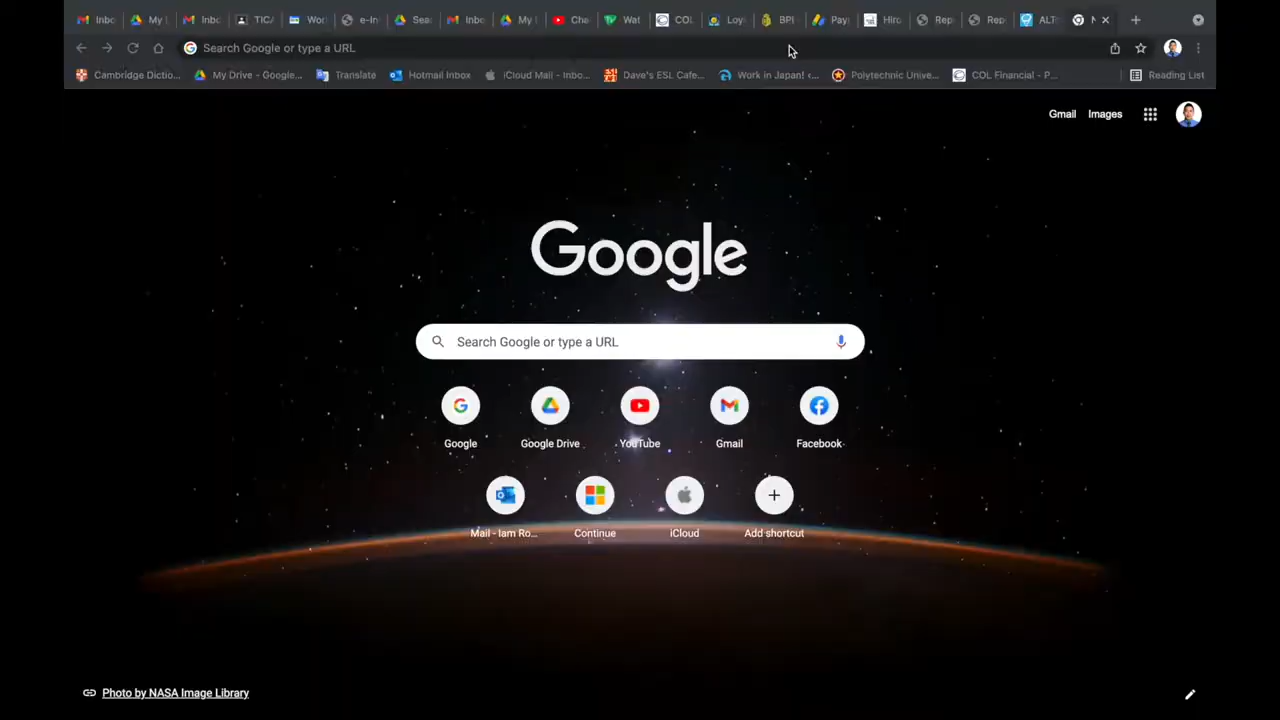 Inbo My I Inbo TICA Wor e-In Sea Inbo My I Cha Wat COL Loy BPI Payr Hiro Rep Rep ALT N
Search Google or type a URL
Cambridge Dictio... My Drive - Google... Translate Hotmail Inbox iCloud Mail - Inbo... Dave's ESL Cafe... Work in Japan! ‹... Polytechnic Unive... COL Financial - P... Reading List
Gmail Images
Google
Search Google or type a URL
Google Google Drive YouTube Gmail Facebook
Mail - Iam Ro... Continue iCloud Add shortcut
Photo by NASA Image Library